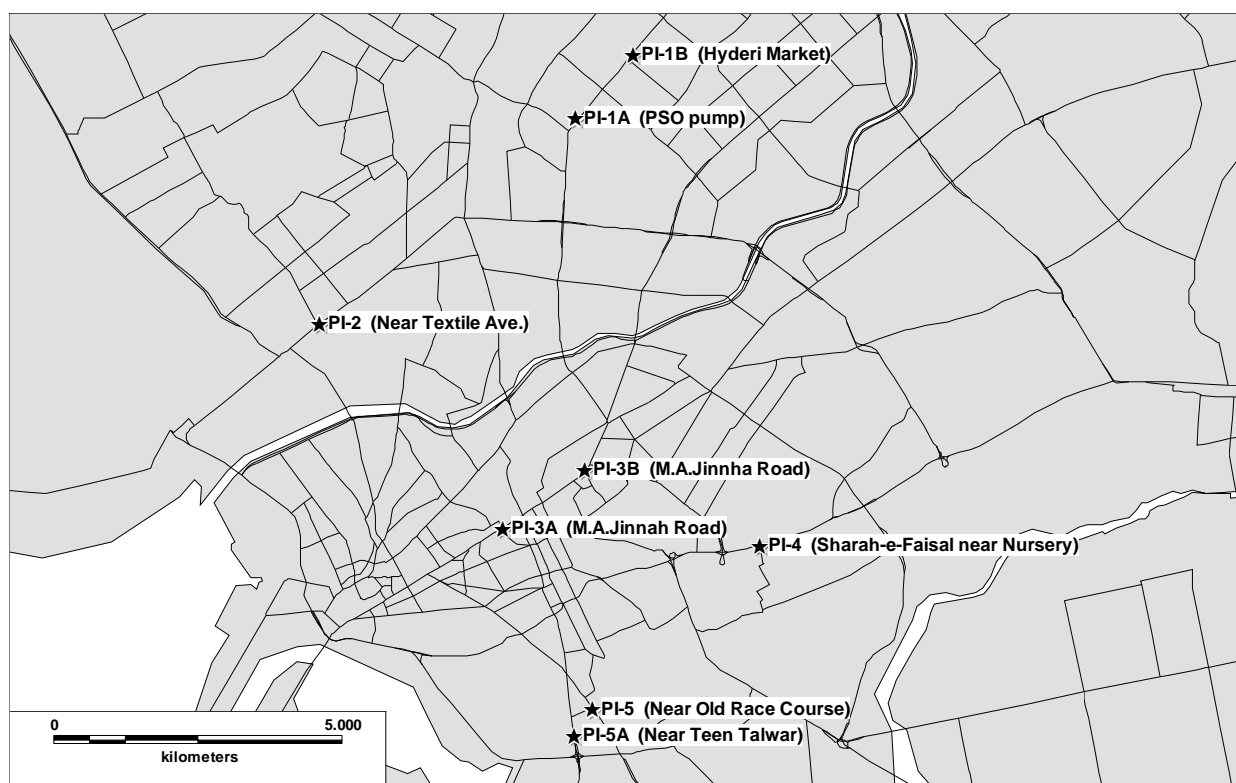 PI-1B (Hyderi Market)
PI-1A (PSO pump)
PI-2 (Near Textile Ave.)
PI-3B (M.A.Jinnha Road)
PI-3A (M.A.Jinnah Road)
PI-4 (Sharah-e-Faisal near Nursery)
PI-5 (Near Old Race Course)
PI-5A (Near Teen Talwar)
0 5.000
kilometers